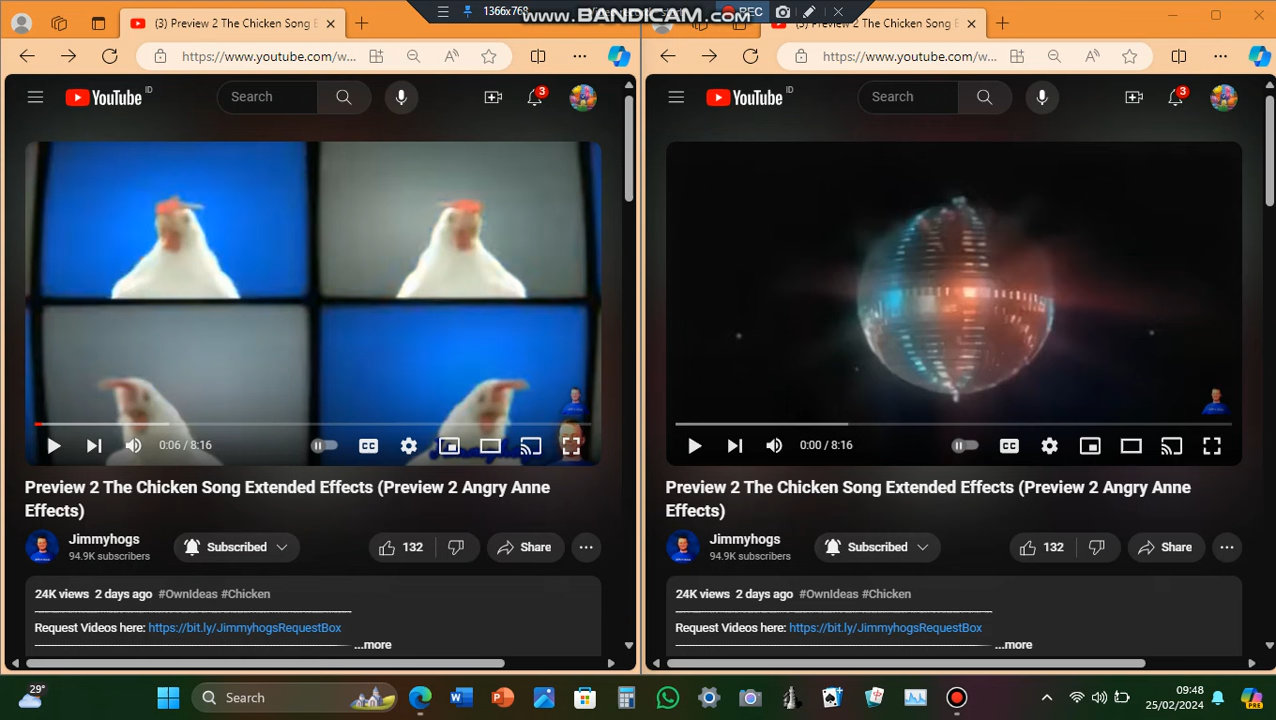 1366x768
www.BANDICAM.com
REC
(3) Preview 2 The Chicken Song E
https://www.youtube.com/w...
YouTube ID
Search
3
0:06 / 8:16
CC
Preview 2 The Chicken Song Extended Effects (Preview 2 Angry Anne
Effects)
Jimmyhogs
94.9K subscribers
Subscribed
132
Share
24K views 2 days ago #OwnIdeas #Chicken
Request Videos here: https://bit.ly/JimmyhogsRequestBox
...more
(3) Preview 2 The Chicken Song E
https://www.youtube.com/w...
YouTube ID
Search
3
0:00 / 8:16
CC
Preview 2 The Chicken Song Extended Effects (Preview 2 Angry Anne
Effects)
Jimmyhogs
94.9K subscribers
Subscribed
132
Share
24K views 2 days ago #OwnIdeas #Chicken
Request Videos here: https://bit.ly/JimmyhogsRequestBox
...more
29°
Search
09:48
25/02/2024
PRE